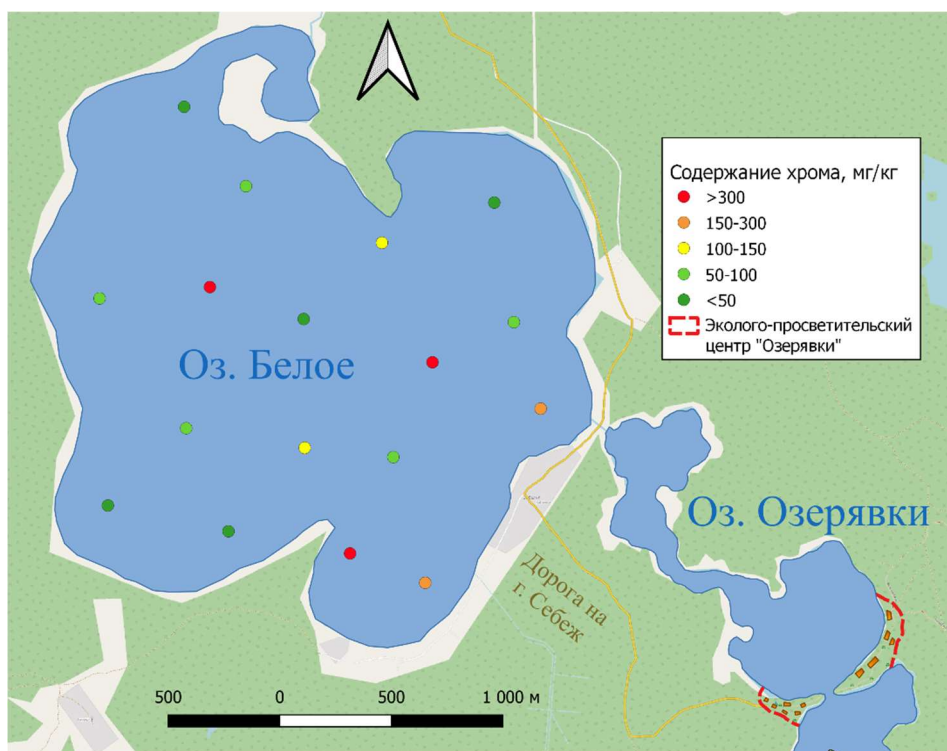 Содержание хрома, мг/кг
>300
150-300
100-150
50-100
<50
Эколого-просветительский
центр "Озерявки"
Оз. Белое
Оз. Озерявки
Дорога на
г. Себеж
500 0 500 1 000 м